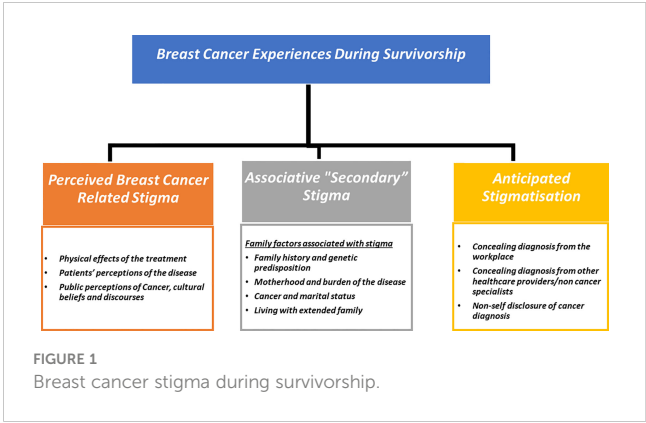 Breast Cancer Experiences During Survivorship
Perceived Breast Cancer
Related Stigma
• Physical effects of the treatment
• Patients' perceptions of the disease
• Public perceptions of Cancer, cultural
beliefs and discourses
Associative "Secondary”
Stigma
Family factors associated with stigma
• Family history and genetic
predisposition
• Motherhood and burden of the disease
• Cancer and marital status
• Living with extended family
Anticipated
Stigmatisation
• Concealing diagnosis from the
workplace
• Concealing diagnosis from other
healthcare providers/non cancer
specialists
• Non-self disclosure of cancer
diagnosis
FIGURE 1
Breast cancer stigma during survivorship.